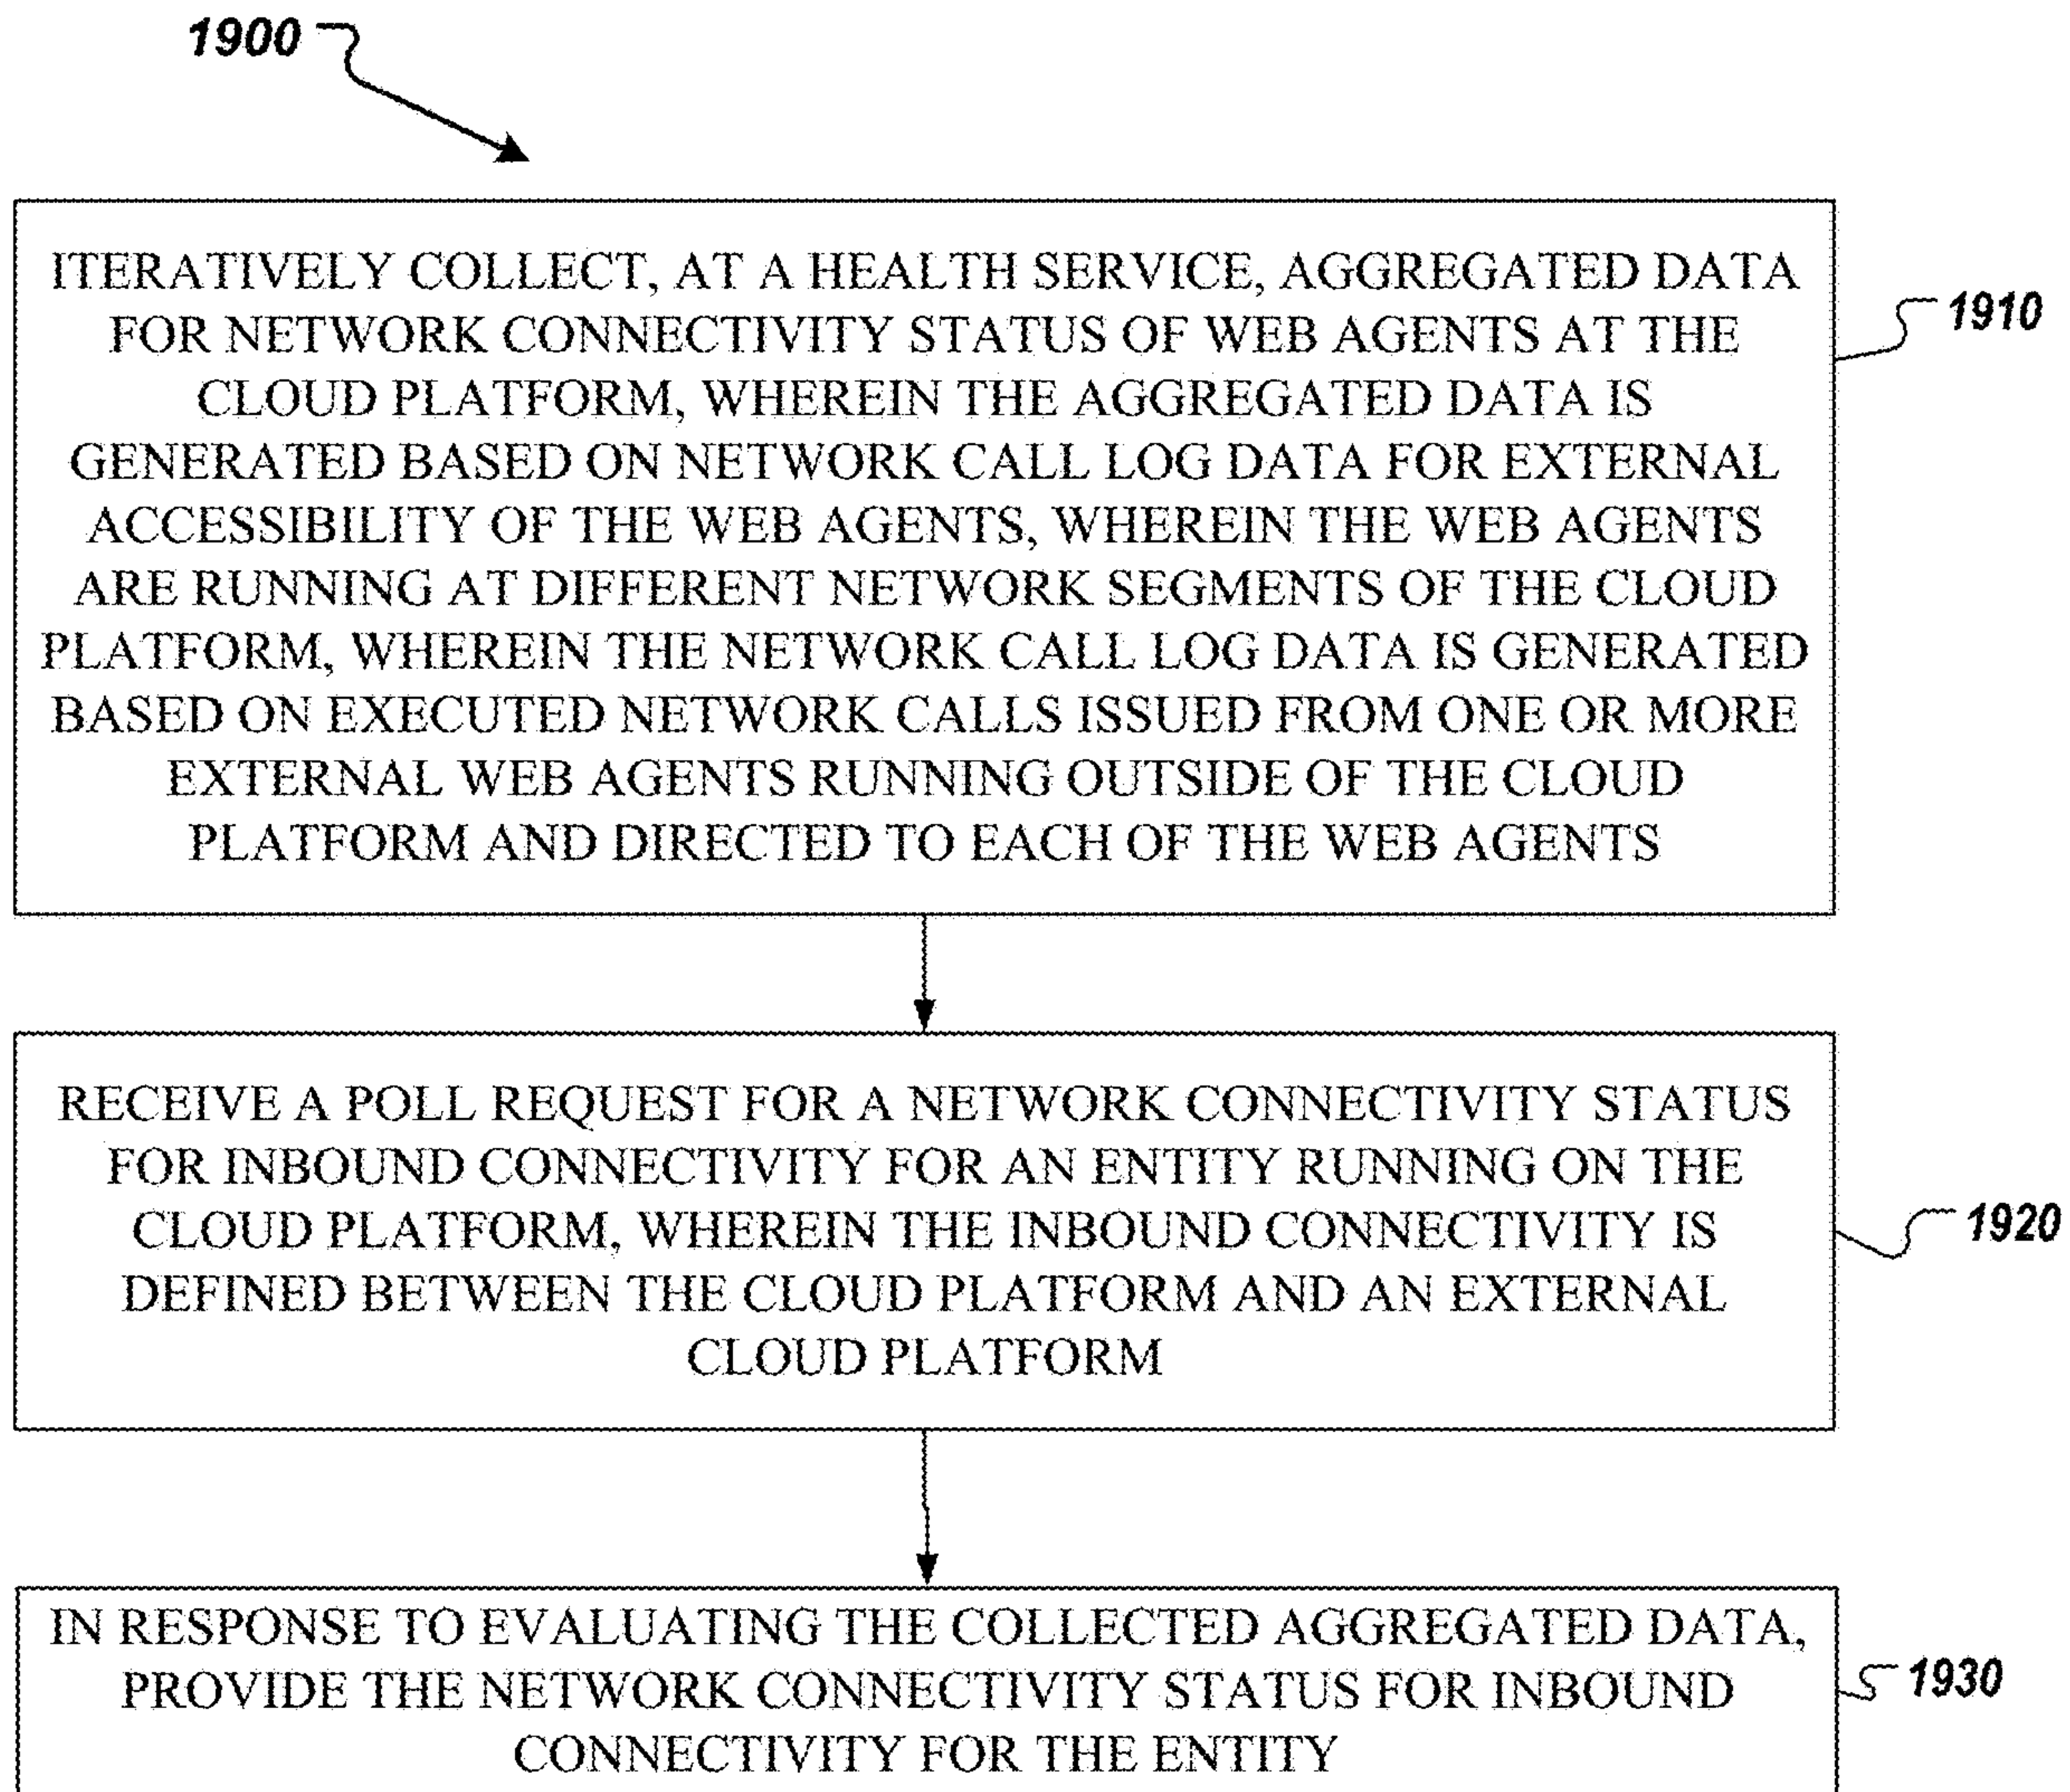 1900
ITERATIVELY COLLECT, AT A HEALTH SERVICE, AGGREGATED DATA
FOR NETWORK CONNECTIVITY STATUS OF WEB AGENTS AT THE
CLOUD PLATFORM, WHEREIN THE AGGREGATED DATA IS
GENERATED BASED ON NETWORK CALL LOG DATA FOR EXTERNAL
ACCESSIBILITY OF THE WEB AGENTS, WHEREIN THE WEB AGENTS
ARE RUNNING AT DIFFERENT NETWORK SEGMENTS OF THE CLOUD
PLATFORM, WHEREIN THE NETWORK CALL LOG DATA IS GENERATED
BASED ON EXECUTED NETWORK CALLS ISSUED FROM ONE OR MORE
EXTERNAL WEB AGENTS RUNNING OUTSIDE OF THE CLOUD
PLATFORM AND DIRECTED TO EACH OF THE WEB AGENTS
1910
RECEIVE A POLL REQUEST FOR A NETWORK CONNECTIVITY STATUS
FOR INBOUND CONNECTIVITY FOR AN ENTITY RUNNING ON THE
CLOUD PLATFORM, WHEREIN THE INBOUND CONNECTIVITY IS
DEFINED BETWEEN THE CLOUD PLATFORM AND AN EXTERNAL
CLOUD PLATFORM
1920
IN RESPONSE TO EVALUATING THE COLLECTED AGGREGATED DATA,
PROVIDE THE NETWORK CONNECTIVITY STATUS FOR INBOUND
CONNECTIVITY FOR THE ENTITY
1930